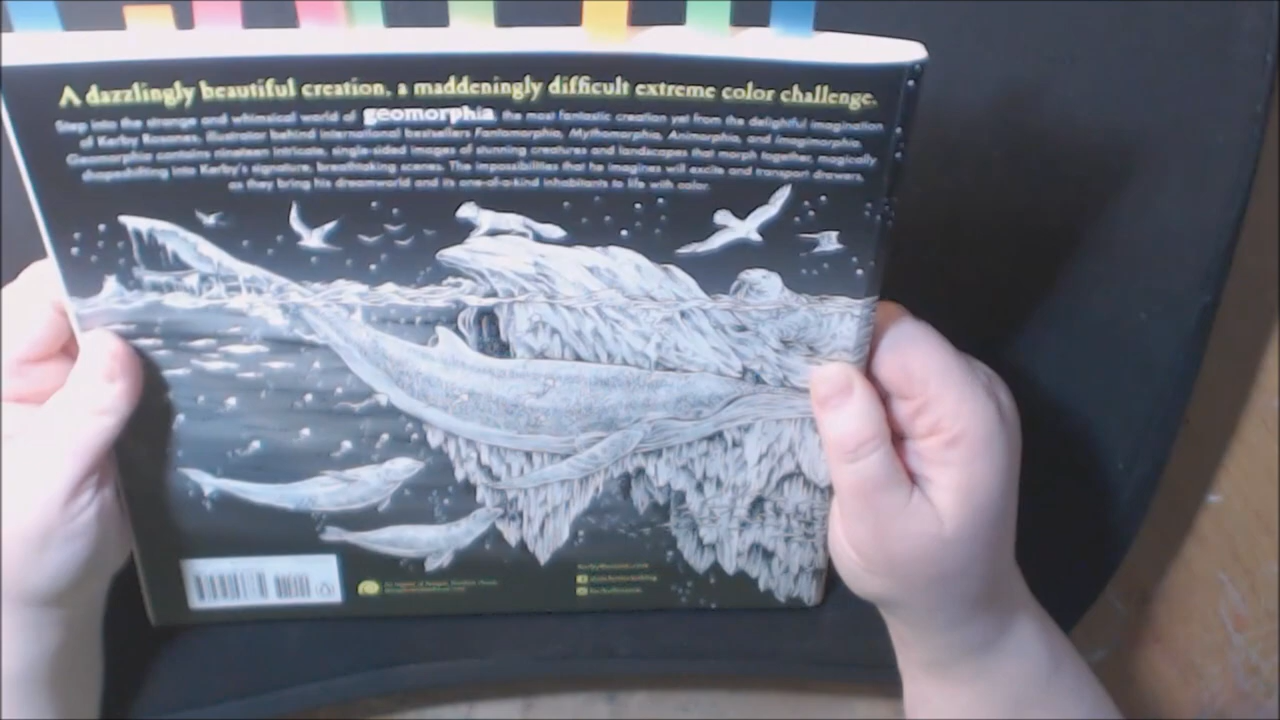 A dazzlingly beautiful creation, a maddeningly difficult extreme color challenge.
Step into the strange and whimsical world of geomorphia, the most fantastic creation yet from the delightful imagination
of Kerby Rosanes, illustrator behind international bestsellers Fantomorphia, Mythomorphia, Animorphia, and Imagimorphia.
Geomorphia contains nineteen intricate, single-sided images of stunning creatures and landscapes that morph together, magically
shapeshifting into Kerby's signature, breathtaking scenes. The impossibilities that he imagines will excite and transport drawers
as they bring his dreamworld and its one-of-a-kind inhabitants to life with color.